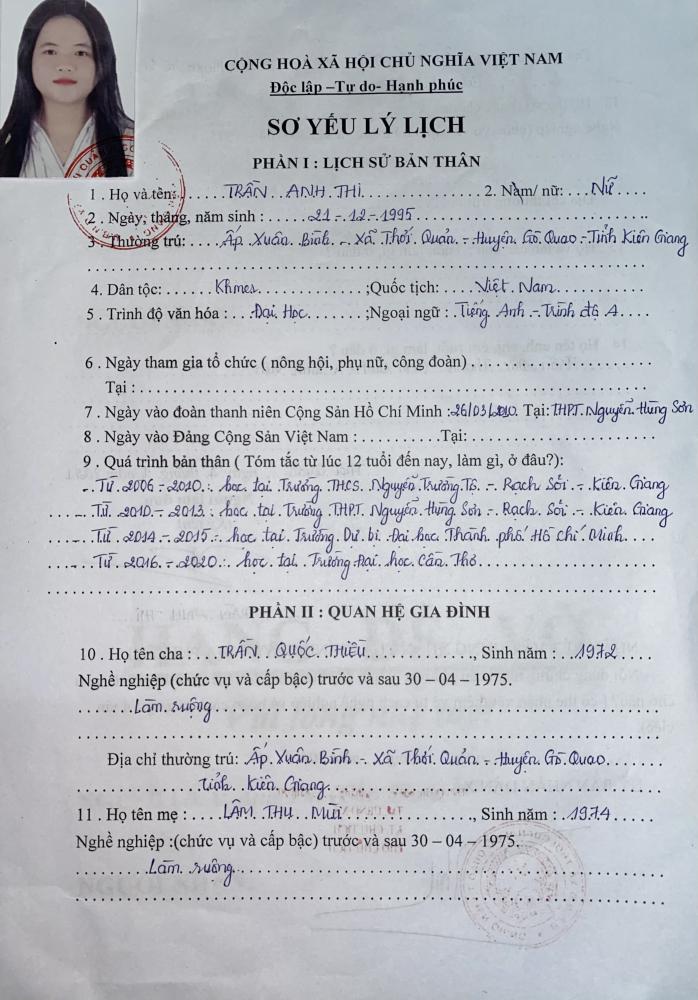 CỘNG HOÀ XÃ HỘI CHỦ NGHĨA VIỆT NAM
Độc lập –Tự do- Hạnh phúc
SƠ YẾU LÝ LỊCH
PHẦN I : LỊCH SỬ BẢN THÂN
1 . Họ và tên: TRẦN ANH THI 2. Nam/ nữ: Nữ
2 . Ngày, tháng, năm sinh : 21-12-1995
3 . Thường trú: Ấp Xuân Bình - Xã Thới Quản - Huyện Gò Quao - Tỉnh Kiên Giang
4. Dân tộc: Khmer ;Quốc tịch: Việt Nam
5 . Trình độ văn hóa : Đại Học ;Ngoại ngữ : Tiếng Anh - Trình độ A
6 . Ngày tham gia tổ chức ( nông hội, phụ nữ, công đoàn)
Tại :
7 . Ngày vào đoàn thanh niên Cộng Sản Hồ Chí Minh : 26/03/2010. Tại: THPT. Nguyễn Hùng Sơn
8 . Ngày vào Đảng Cộng Sản Việt Nam : Tại:
9 . Quá trình bản thân ( Tóm tắc từ lúc 12 tuổi đến nay, làm gì, ở đâu?):
- Từ 2006 - 2010 : học tại Trường THCS Nguyễn Trường Tộ - Rạch Sỏi - Kiên Giang
- Từ 2010 - 2013 : học tại Trường THPT Nguyễn Hùng Sơn - Rạch Sỏi - Kiên Giang
- Từ 2014 - 2015 : học tại Trường Dự bị Đại học Thành phố Hồ Chí Minh
- Từ 2016 - 2020 : học tại Trường Đại học Cần Thơ
PHẦN II : QUAN HỆ GIA ĐÌNH
10 . Họ tên cha : TRẦN QUỐC THIỀU, Sinh năm : 1972
Nghề nghiệp (chức vụ và cấp bậc) trước và sau 30 – 04 – 1975.
Làm ruộng
Địa chỉ thường trú: Ấp Xuân Bình - Xã Thới Quản - Huyện Gò Quao
Tỉnh Kiên Giang
11 . Họ tên mẹ : LÂM THU MÙI, Sinh năm : 1974
Nghề nghiệp :(chức vụ và cấp bậc) trước và sau 30 – 04 – 1975.
Làm ruộng